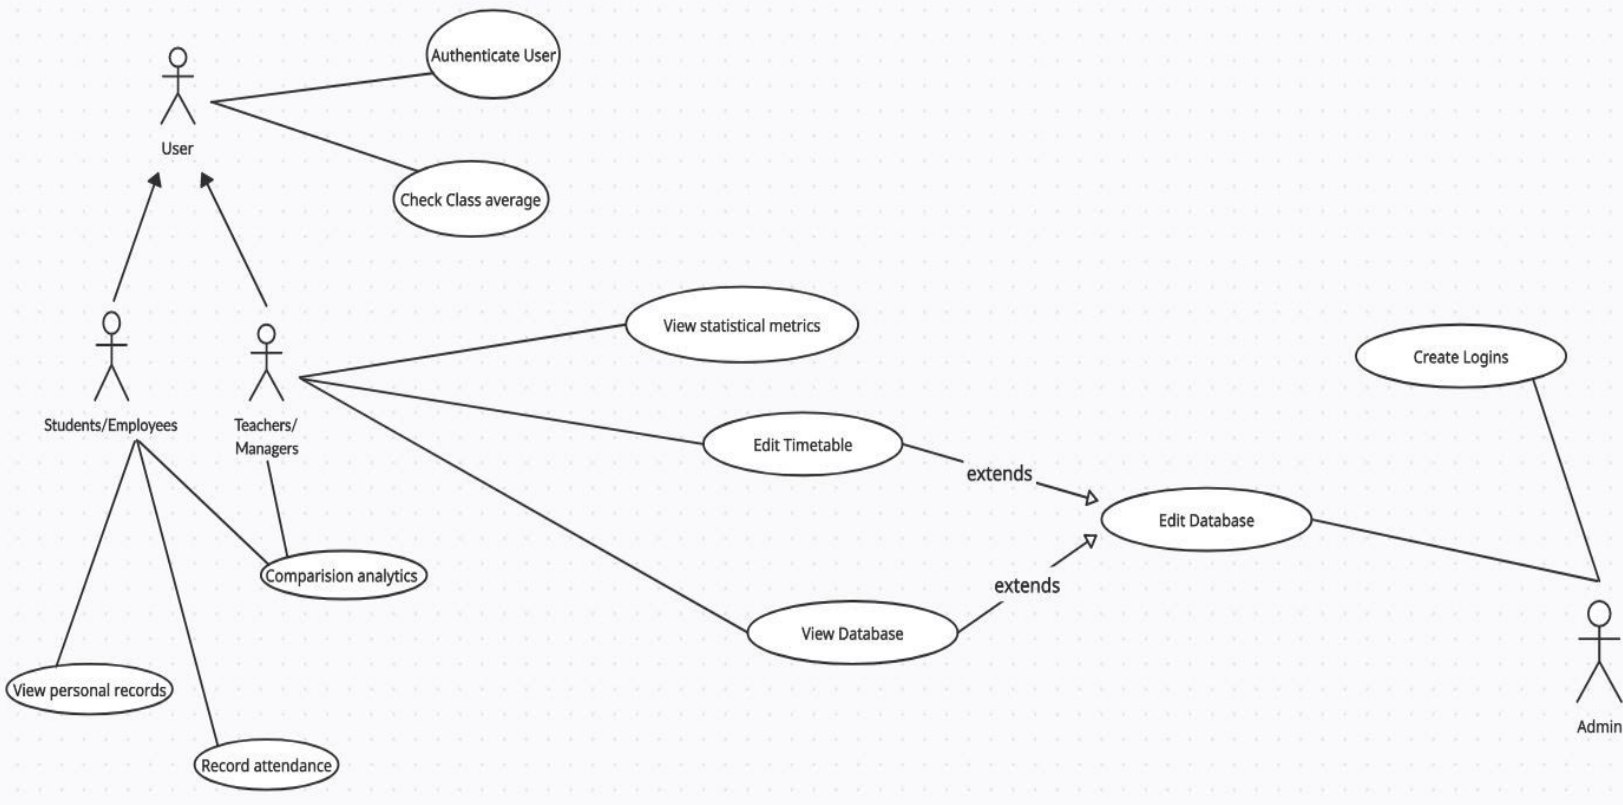 Authenticate User
User
Check Class average
View statistical metrics
Create Logins
Students/Employees
Teachers/
Managers
Edit Timetable
extends
Edit Database
Comparision analytics
extends
View Database
View personal records
Admin
Record attendance